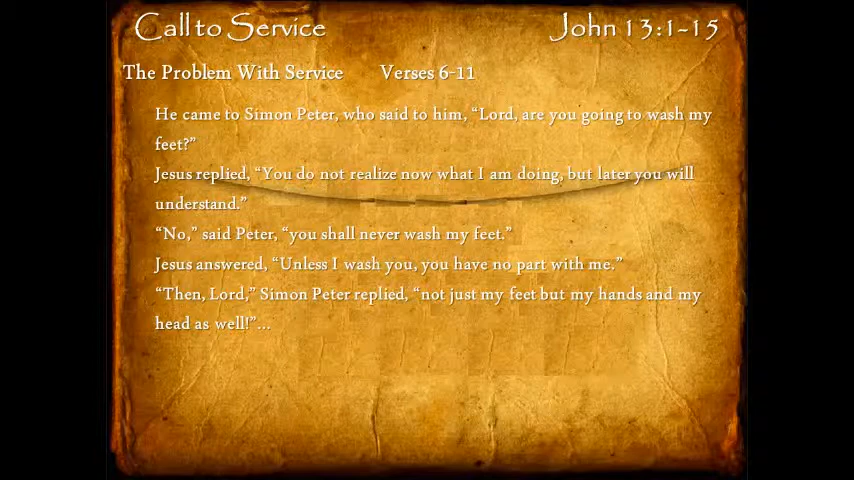 Call to Service John 13:1-15
The Problem With Service Verses 6-11
He came to Simon Peter, who said to him, “Lord, are you going to wash my
feet?”
Jesus replied, “You do not realize now what I am doing, but later you will
understand.”
“No,” said Peter, “you shall never wash my feet.”
Jesus answered, “Unless I wash you, you have no part with me.”
“Then, Lord,” Simon Peter replied, “not just my feet but my hands and my
head as well!”...